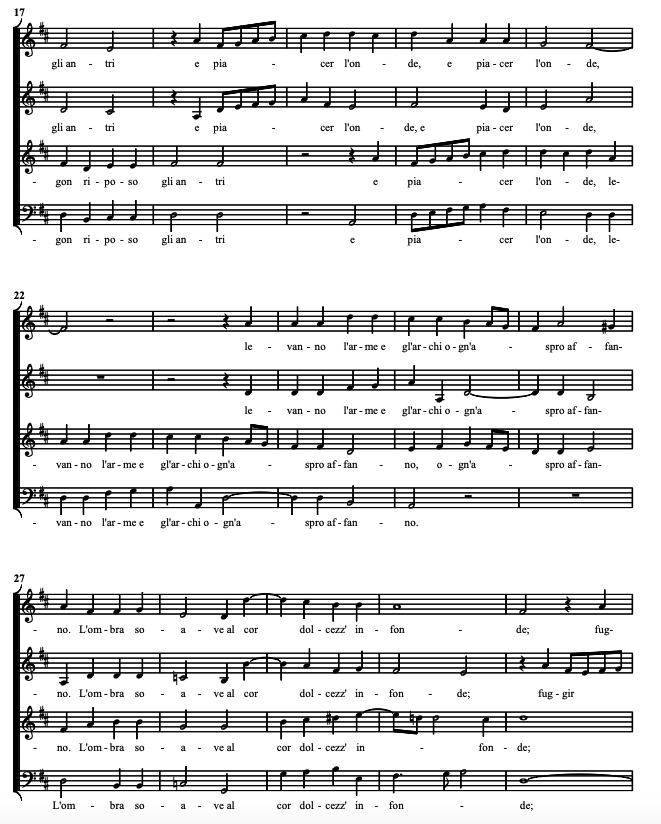 17
gli an - tri e pia - cer l'on - de, e pia - cer l'on - de,
gli an - tri e pia - cer l'on - de, e pia - cer l'on - de,
- gon ri - po - so gli an - tri e pia - cer l'on - de, le-
- gon ri - po - so gli an - tri e pia - cer l'on - de, le-
22
le - van - no l'ar - me e gl'ar - chi o - gn'a - spro af - fan-
le - van - no l'ar - me e gl'ar - chi o - gn'a - spro af - fan-
- van - no l'ar - me e gl'ar - chi o - gn'a - spro af - fan - no, o - gn'a - spro af - fan-
- van - no l'ar - me e gl'ar - chi o - gn'a - spro af - fan - no.
27
- no. L'om - bra so - a - ve al cor dol - cezz' in - fon - de; fug-
- no. L'om - bra so - a - ve al cor dol - cezz' in - fon - de; fug - gir
- no. L'om - bra so - a - ve al cor dol - cezz' in - fon - de;
L'om - bra so - a - ve al cor dol - cezz' in - fon - de;